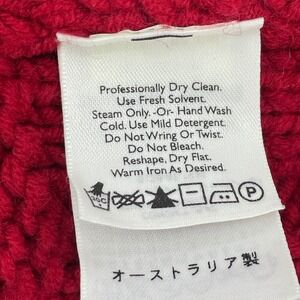 Professionally Dry Clean.
Use Fresh Solvent.
Steam Only. -Or- Hand Wash
Cold. Use Mild Detergent.
Do Not Wring Or Twist.
Do Not Bleach.
Reshape, Dry Flat.
Warm Iron As Desired.
P
オーストラリア製